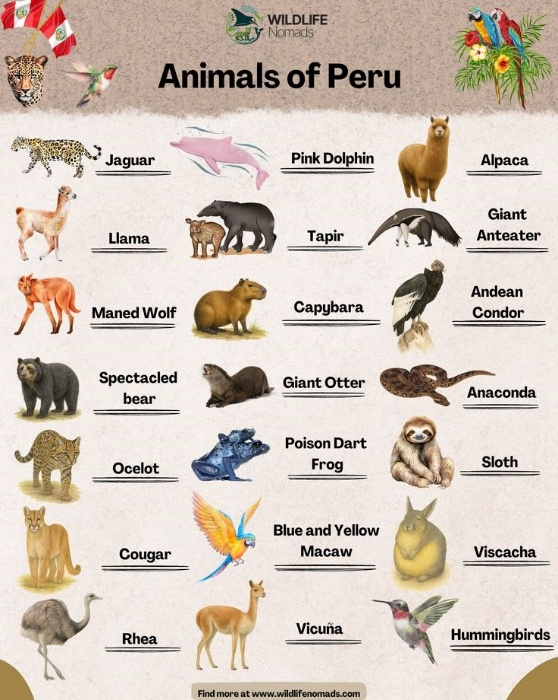 WILDLIFE
Nomads
Animals of Peru
Jaguar
Pink Dolphin
Alpaca
Llama
Tapir
Giant
Anteater
Maned Wolf
Capybara
Andean
Condor
Spectacled
bear
Giant Otter
Anaconda
Ocelot
Poison Dart
Frog
Sloth
Cougar
Blue and Yellow
Macaw
Viscacha
Rhea
Vicuña
Hummingbirds
Find more at www.wildlifenomads.com